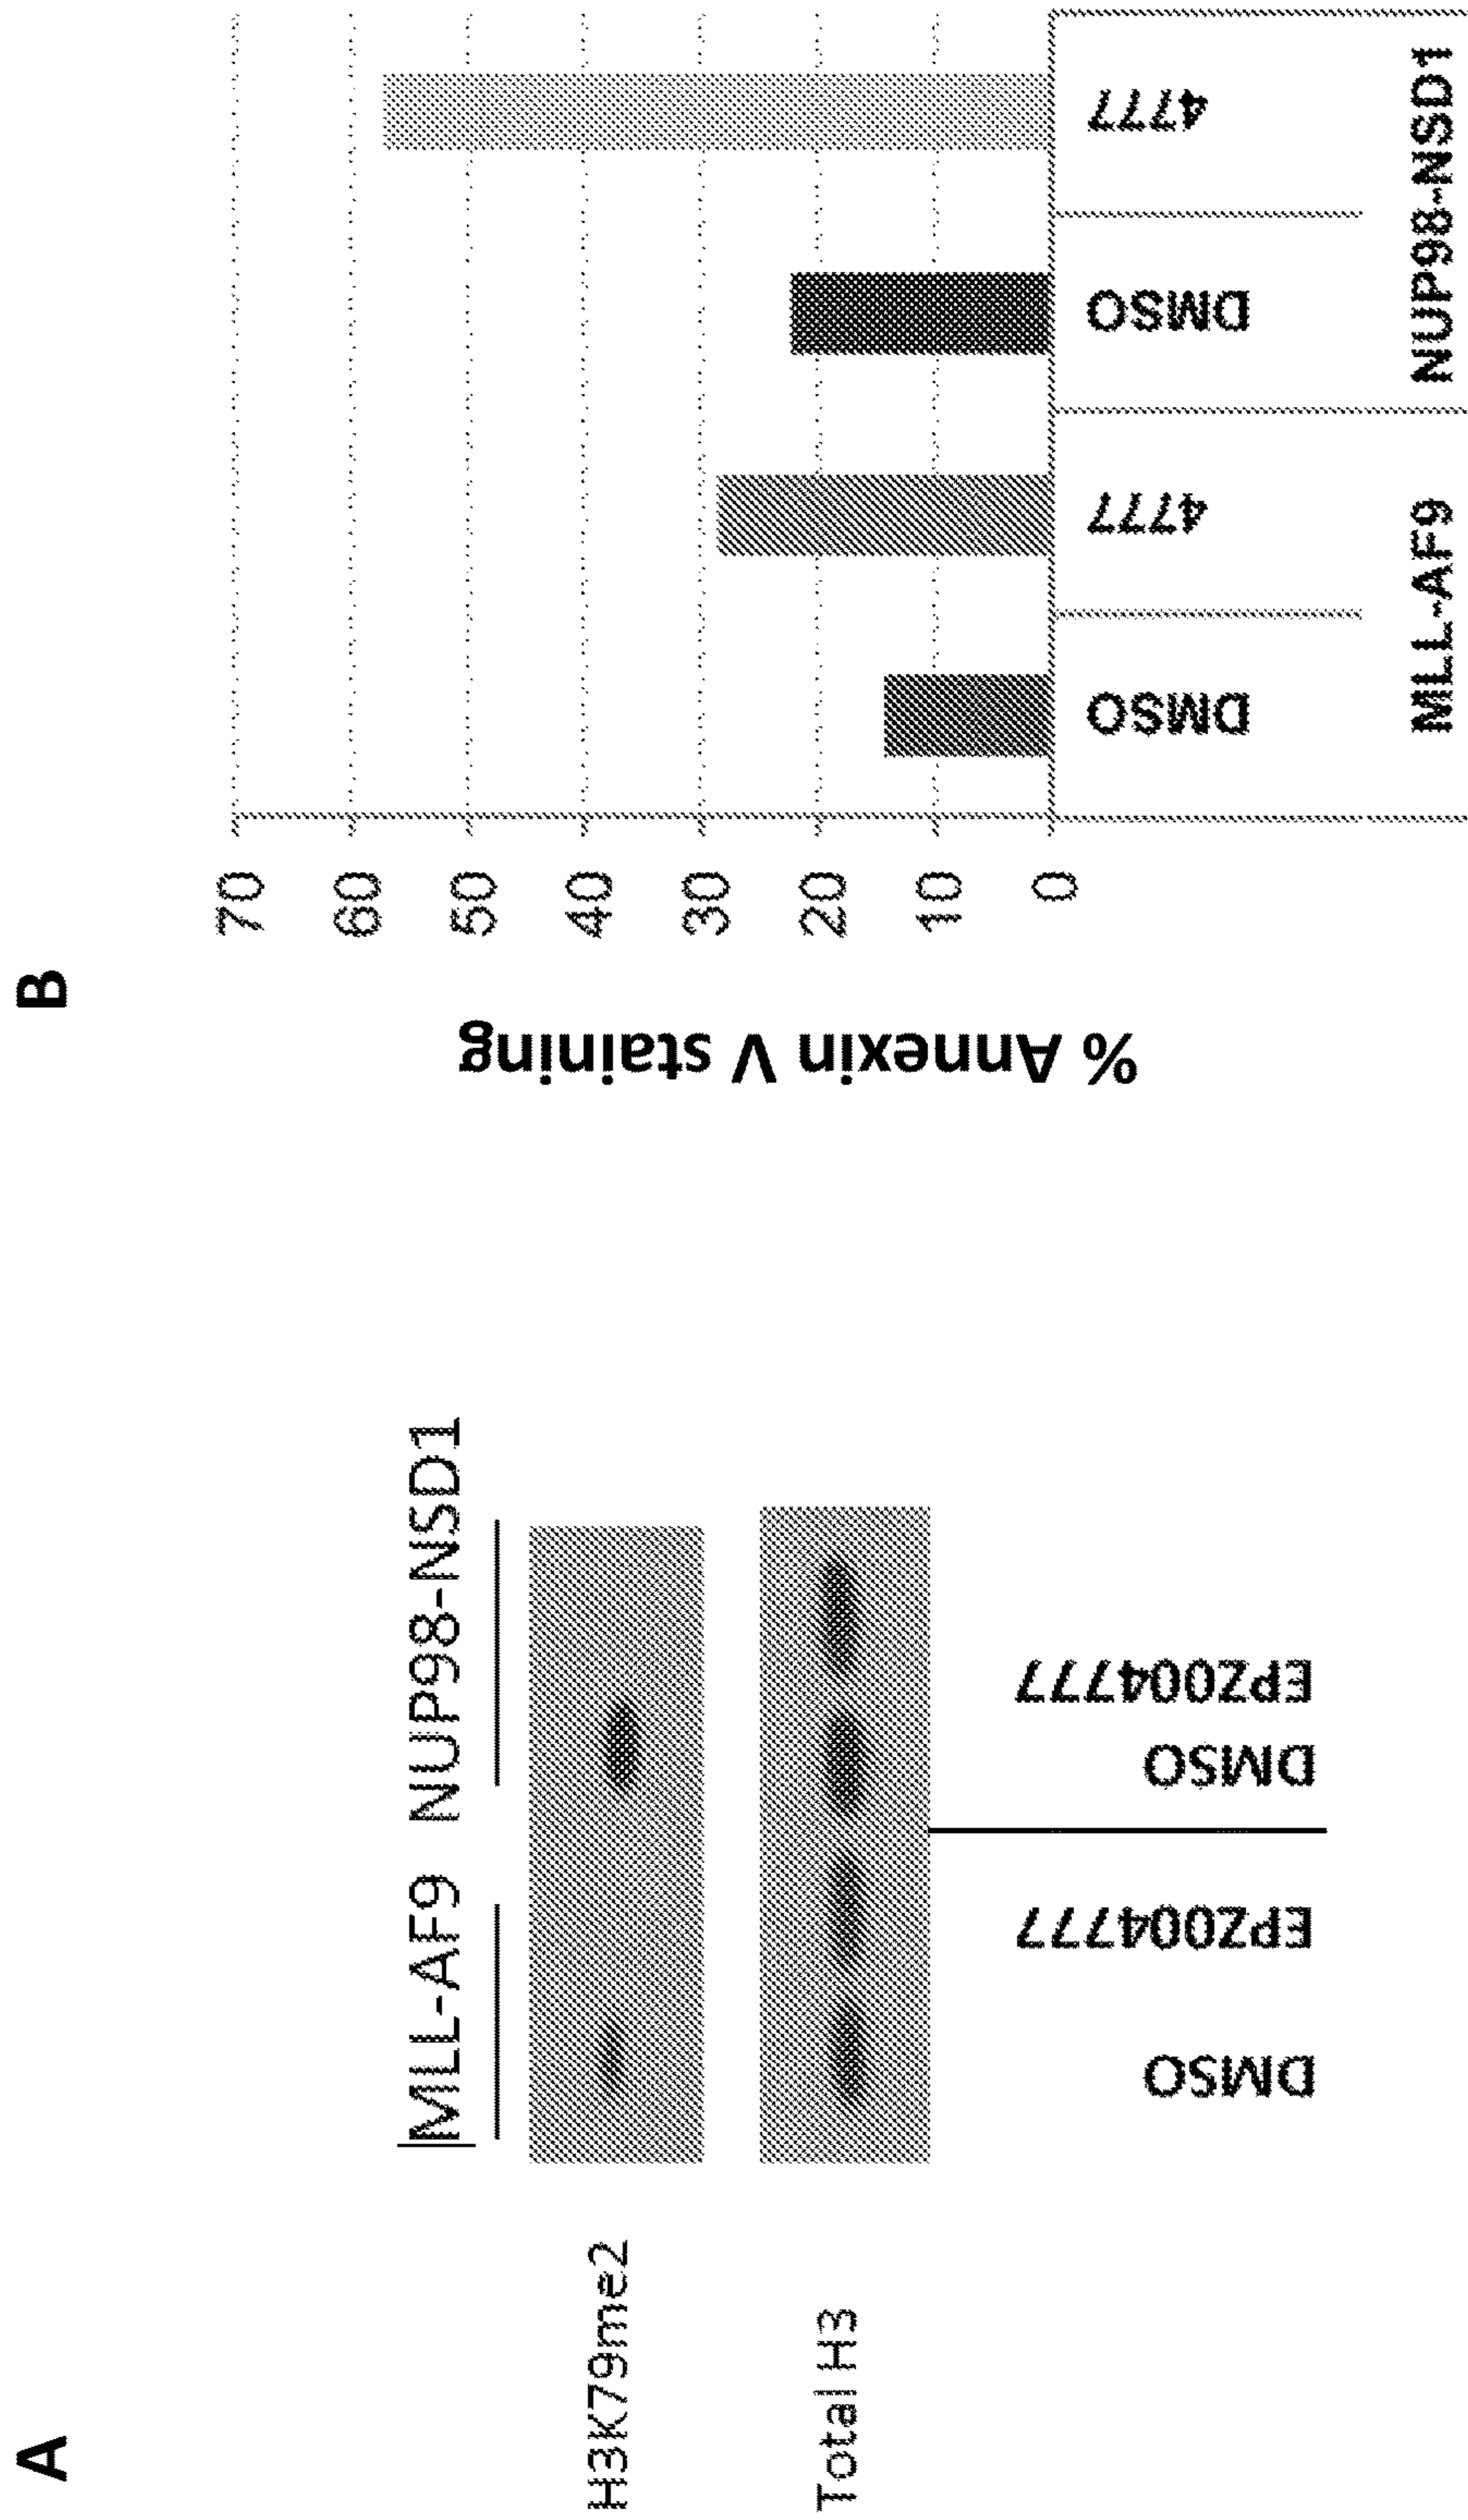 A
MLL-AF9 NUP98-NSD1
H3K79me2
Total H3
DMSO
EPZ004777
DMSO
EPZ004777
B
% Annexin V staining
70
60
50
40
30
20
10
0
DMSO 4777 DMSO 4777
MLL-AF9 NUP98-NSD1